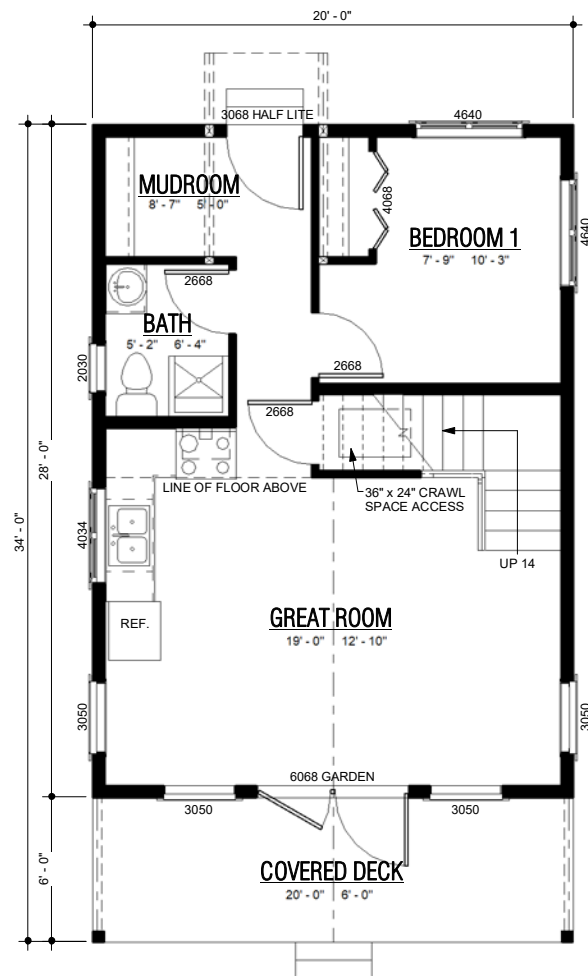 20' - 0"
3068 HALF LITE
4640
MUDROOM
8' - 7" 5' - 0"
4068
4640
BEDROOM 1
7' - 9" 10' - 3"
2668
BATH
5' - 2" 6' - 4"
2030
2668
2668
28' - 0"
34' - 0"
LINE OF FLOOR ABOVE
36" x 24" CRAWL
SPACE ACCESS
4034
UP 14
REF.
GREAT ROOM
19' - 0" 12' - 10"
3050
3050
6068 GARDEN
3050
3050
6' - 0"
COVERED DECK
20' - 0" 6' - 0"